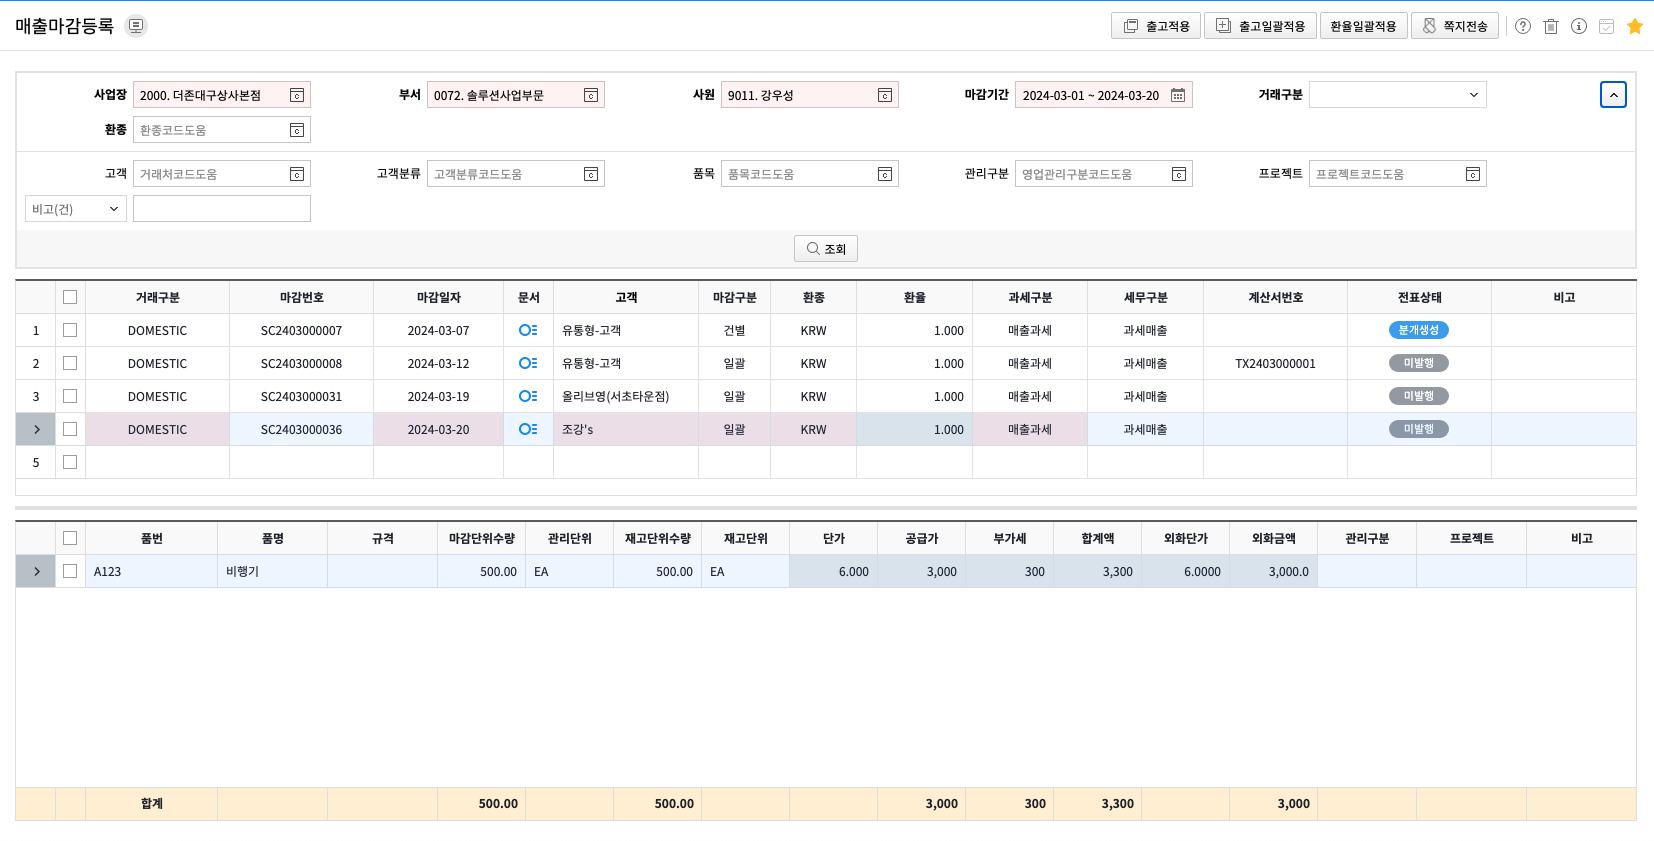 매출마감등록
출고적용 출고일괄적용 환율일괄적용 쪽지전송
사업장 2000. 더존대구상사본점 부서 0072. 솔루션사업부문 사원 9011. 강우성 마감기간 2024-03-01 ~ 2024-03-20 거래구분
환종 환종코드도움
고객 거래처코드도움 고객분류 고객분류코드도움 품목 품목코드도움 관리구분 영업관리구분코드도움 프로젝트 프로젝트코드도움
비고(건)
조회
거래구분 마감번호 마감일자 문서 고객 마감구분 환종 환율 과세구분 세무구분 계산서번호 전표상태 비고
1 DOMESTIC SC2403000007 2024-03-07 유통형-고객 건별 KRW 1.000 매출과세 과세매출 분개생성
2 DOMESTIC SC2403000008 2024-03-12 유통형-고객 일괄 KRW 1.000 매출과세 과세매출 TX2403000001 미발행
3 DOMESTIC SC2403000031 2024-03-19 올리브영(서초타운점) 일괄 KRW 1.000 매출과세 과세매출 미발행
DOMESTIC SC2403000036 2024-03-20 조강's 일괄 KRW 1.000 매출과세 과세매출 미발행
5
품번 품명 규격 마감단위수량 관리단위 재고단위수량 재고단위 단가 공급가 부가세 합계액 외화단가 외화금액 관리구분 프로젝트 비고
A123 비행기 500.00 EA 500.00 EA 6.000 3,000 300 3,300 6.0000 3,000.0
합계 500.00 500.00 3,000 300 3,300 3,000